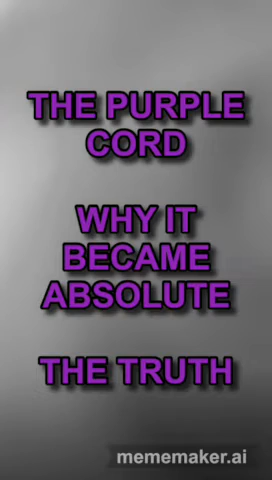 THE PURPLE
CORD
WHY IT
BECAME
ABSOLUTE
THE TRUTH
mememaker.ai